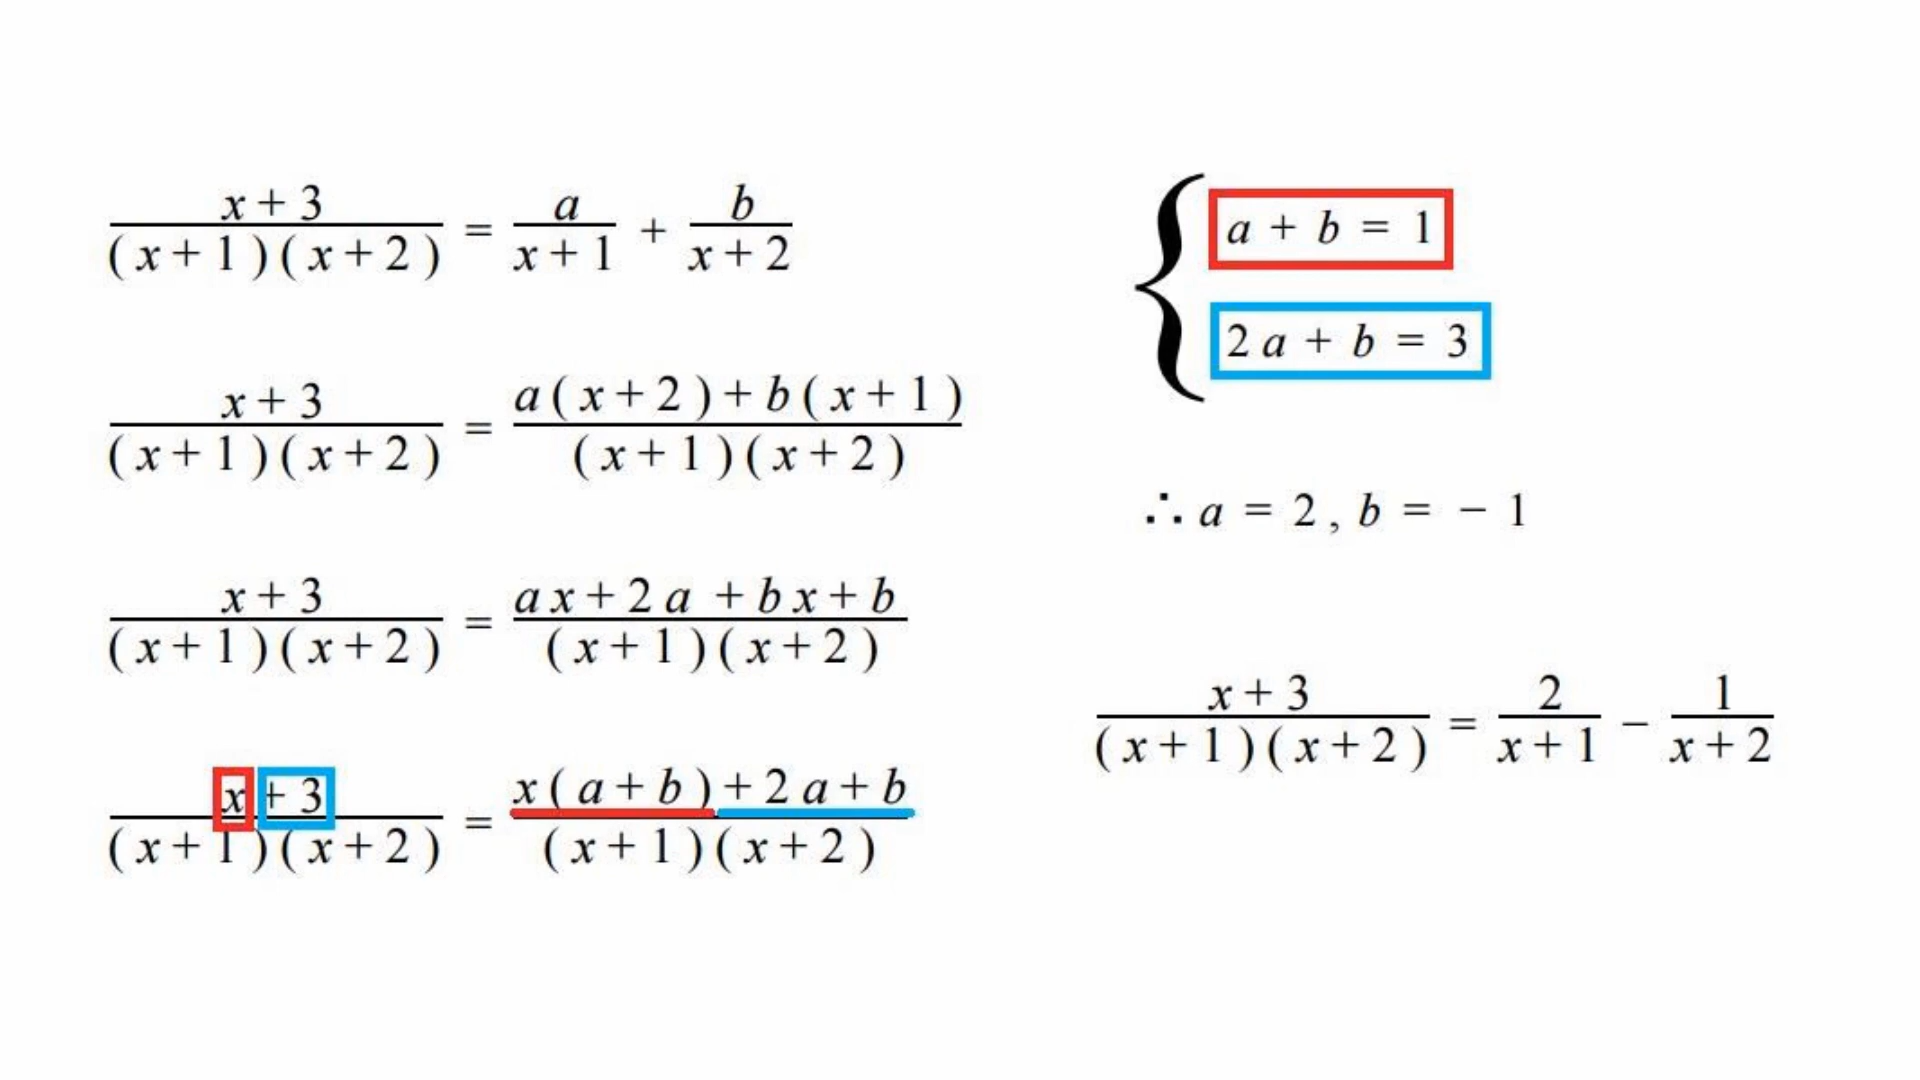 x + 3 / (x + 1)(x + 2) = a / x + 1 + b / x + 2
x + 3 / (x + 1)(x + 2) = a(x + 2) + b(x + 1) / (x + 1)(x + 2)
x + 3 / (x + 1)(x + 2) = ax + 2a + bx + b / (x + 1)(x + 2)
x + 3 / (x + 1)(x + 2) = x(a + b) + 2a + b / (x + 1)(x + 2)
{ a + b = 1
2a + b = 3
∴ a = 2, b = − 1
x + 3 / (x + 1)(x + 2) = 2 / x + 1 − 1 / x + 2